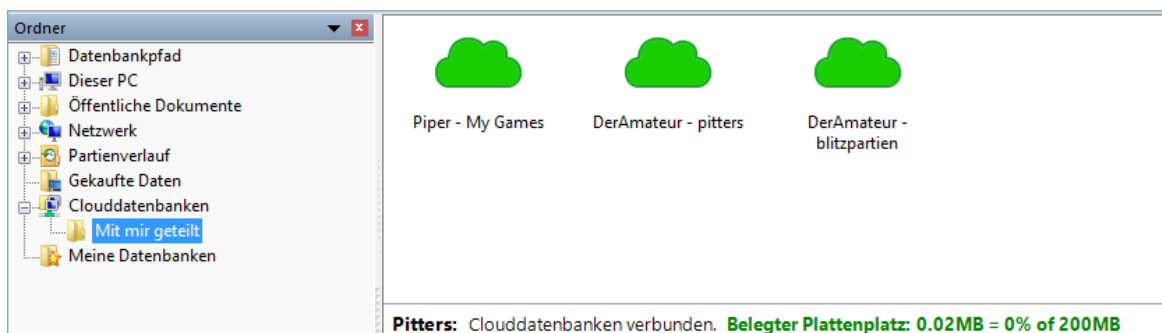 Ordner
Datenbankpfad
Dieser PC
Öffentliche Dokumente
Netzwerk
Partienverlauf
Gekaufte Daten
Clouddatenbanken
Mit mir geteilt
Meine Datenbanken
Piper - My Games
DerAmateur - pitters
DerAmateur -
blitzpartien
Pitters: Clouddatenbanken verbunden. Belegter Plattenplatz: 0.02MB = 0% of 200MB